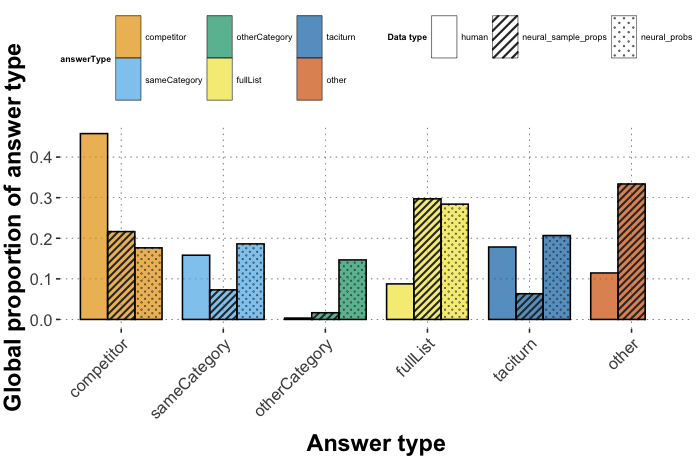 answerType
competitor
sameCategory
otherCategory
fullList
taciturn
other
Data type
human
neural_sample_props
neural_probs
Global proportion of answer type
0.4
0.3
0.2
0.1
0.0
competitor
sameCategory
otherCategory
fullList
taciturn
other
Answer type